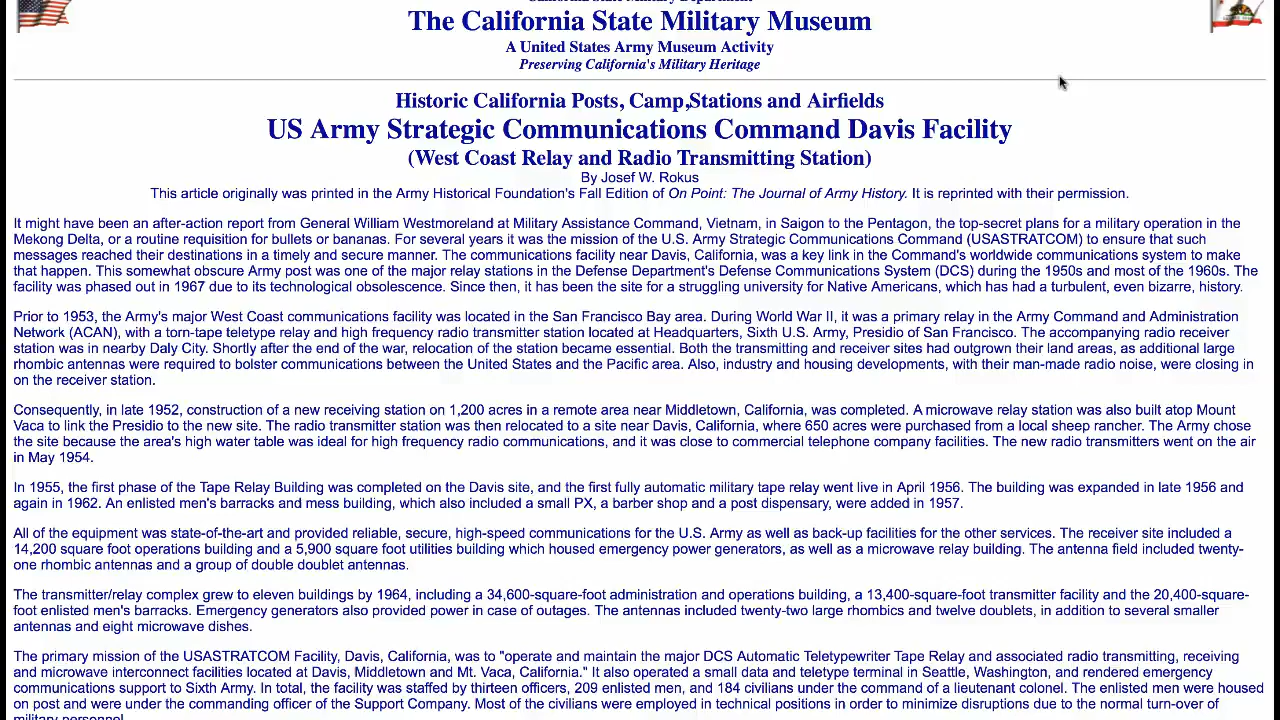 California State Military Department
The California State Military Museum
A United States Army Museum Activity
Preserving California's Military Heritage
Historic California Posts, Camp,Stations and Airfields
US Army Strategic Communications Command Davis Facility
(West Coast Relay and Radio Transmitting Station)
By Josef W. Rokus
This article originally was printed in the Army Historical Foundation's Fall Edition of On Point: The Journal of Army History. It is reprinted with their permission.
It might have been an after-action report from General William Westmoreland at Military Assistance Command, Vietnam, in Saigon to the Pentagon, the top-secret plans for a military operation in the
Mekong Delta, or a routine requisition for bullets or bananas. For several years it was the mission of the U.S. Army Strategic Communications Command (USASTRATCOM) to ensure that such
messages reached their destinations in a timely and secure manner. The communications facility near Davis, California, was a key link in the Command's worldwide communications system to make
that happen. This somewhat obscure Army post was one of the major relay stations in the Defense Department's Defense Communications System (DCS) during the 1950s and most of the 1960s. The
facility was phased out in 1967 due to its technological obsolescence. Since then, it has been the site for a struggling university for Native Americans, which has had a turbulent, even bizarre, history.
Prior to 1953, the Army's major West Coast communications facility was located in the San Francisco Bay area. During World War II, it was a primary relay in the Army Command and Administration
Network (ACAN), with a torn-tape teletype relay and high frequency radio transmitter station located at Headquarters, Sixth U.S. Army, Presidio of San Francisco. The accompanying radio receiver
station was in nearby Daly City. Shortly after the end of the war, relocation of the station became essential. Both the transmitting and receiver sites had outgrown their land areas, as additional large
rhombic antennas were required to bolster communications between the United States and the Pacific area. Also, industry and housing developments, with their man-made radio noise, were closing in
on the receiver station.
Consequently, in late 1952, construction of a new receiving station on 1,200 acres in a remote area near Middletown, California, was completed. A microwave relay station was also built atop Mount
Vaca to link the Presidio to the new site. The radio transmitter station was then relocated to a site near Davis, California, where 650 acres were purchased from a local sheep rancher. The Army chose
the site because the area's high water table was ideal for high frequency radio communications, and it was close to commercial telephone company facilities. The new radio transmitters went on the air
in May 1954.
In 1955, the first phase of the Tape Relay Building was completed on the Davis site, and the first fully automatic military tape relay went live in April 1956. The building was expanded in late 1956 and
again in 1962. An enlisted men's barracks and mess building, which also included a small PX, a barber shop and a post dispensary, were added in 1957.
All of the equipment was state-of-the-art and provided reliable, secure, high-speed communications for the U.S. Army as well as back-up facilities for the other services. The receiver site included a
14,200 square foot operations building and a 5,900 square foot utilities building which housed emergency power generators, as well as a microwave relay building. The antenna field included twenty-
one rhombic antennas and a group of double doublet antennas.
The transmitter/relay complex grew to eleven buildings by 1964, including a 34,600-square-foot administration and operations building, a 13,400-square-foot transmitter facility and the 20,400-square-
foot enlisted men's barracks. Emergency generators also provided power in case of outages. The antennas included twenty-two large rhombics and twelve doublets, in addition to several smaller
antennas and eight microwave dishes.
The primary mission of the USASTRATCOM Facility, Davis, California, was to "operate and maintain the major DCS Automatic Teletypewriter Tape Relay and associated radio transmitting, receiving
and microwave interconnect facilities located at Davis, Middletown and Mt. Vaca, California." It also operated a small data and teletype terminal in Seattle, Washington, and rendered emergency
communications support to Sixth Army. In total, the facility was staffed by thirteen officers, 209 enlisted men, and 184 civilians under the command of a lieutenant colonel. The enlisted men were housed
on post and were under the commanding officer of the Support Company. Most of the civilians were employed in technical positions in order to minimize disruptions due to the normal turn-over of
military personnel.